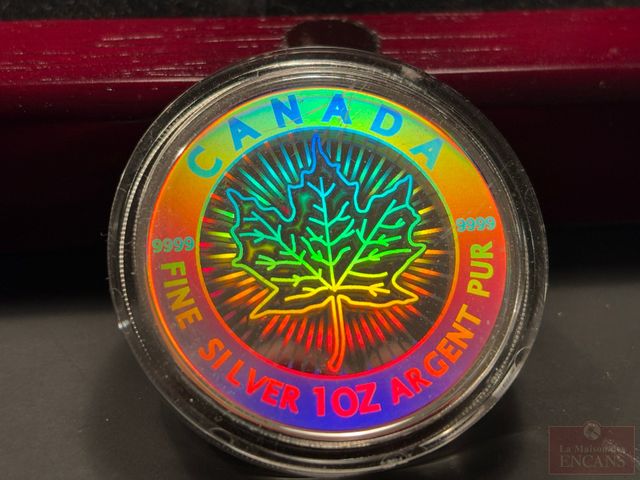 CANADA
9999 9999
FINE SILVER 1OZ ARGENT PUR
La Maison des
ENCANS